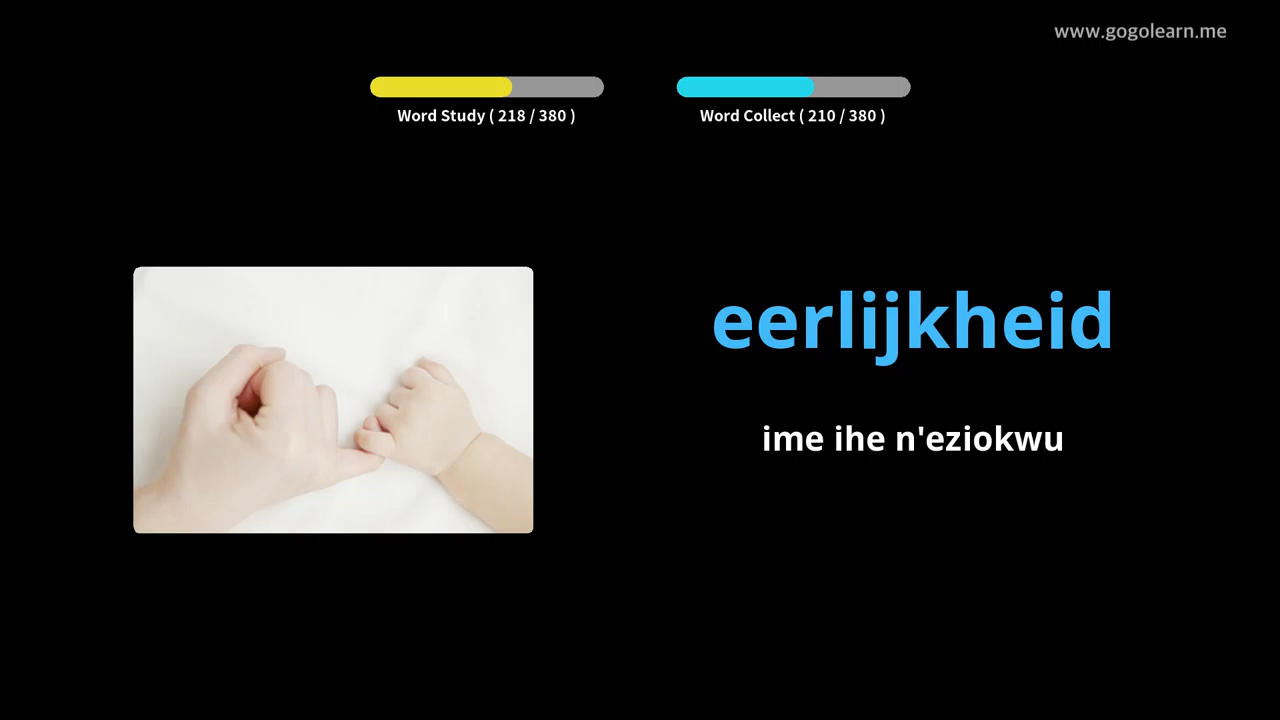 www.gogolearn.me
Word Study ( 218 / 380 )
Word Collect ( 210 / 380 )
eerlijkheid
ime ihe n'eziokwu